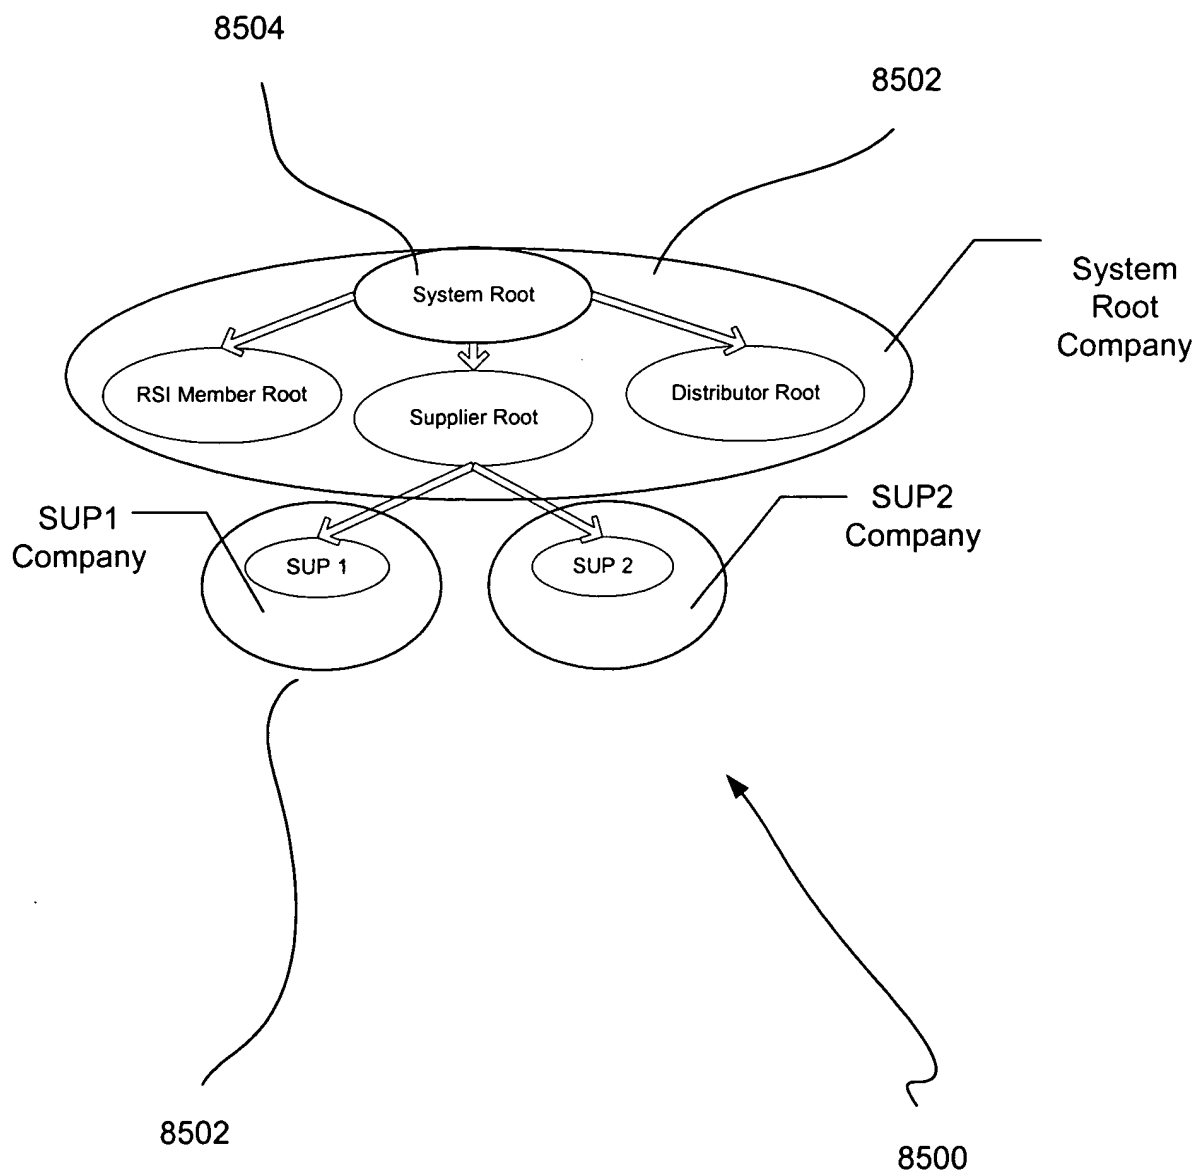 8504
8502
System Root
System
Root
Company
RSI Member Root
Supplier Root
Distributor Root
SUP1
Company
SUP2
Company
SUP 1
SUP 2
8502
8500